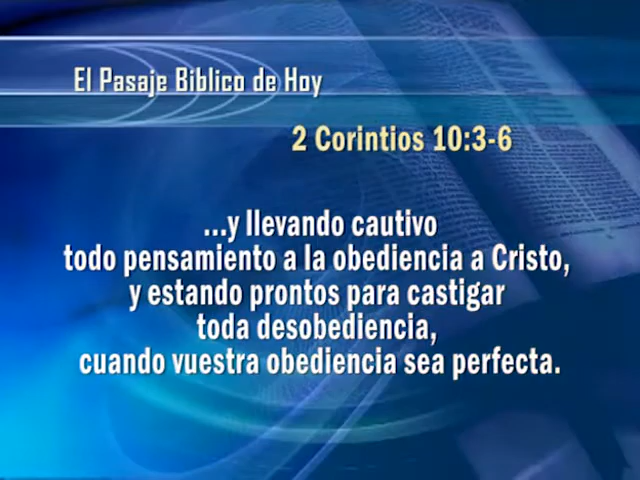 El Pasaje Biblico de Hoy
2 Corintios 10:3-6
...y llevando cautivo
todo pensamiento a la obediencia a Cristo,
y estando prontos para castigar
toda desobediencia,
cuando vuestra obediencia sea perfecta.